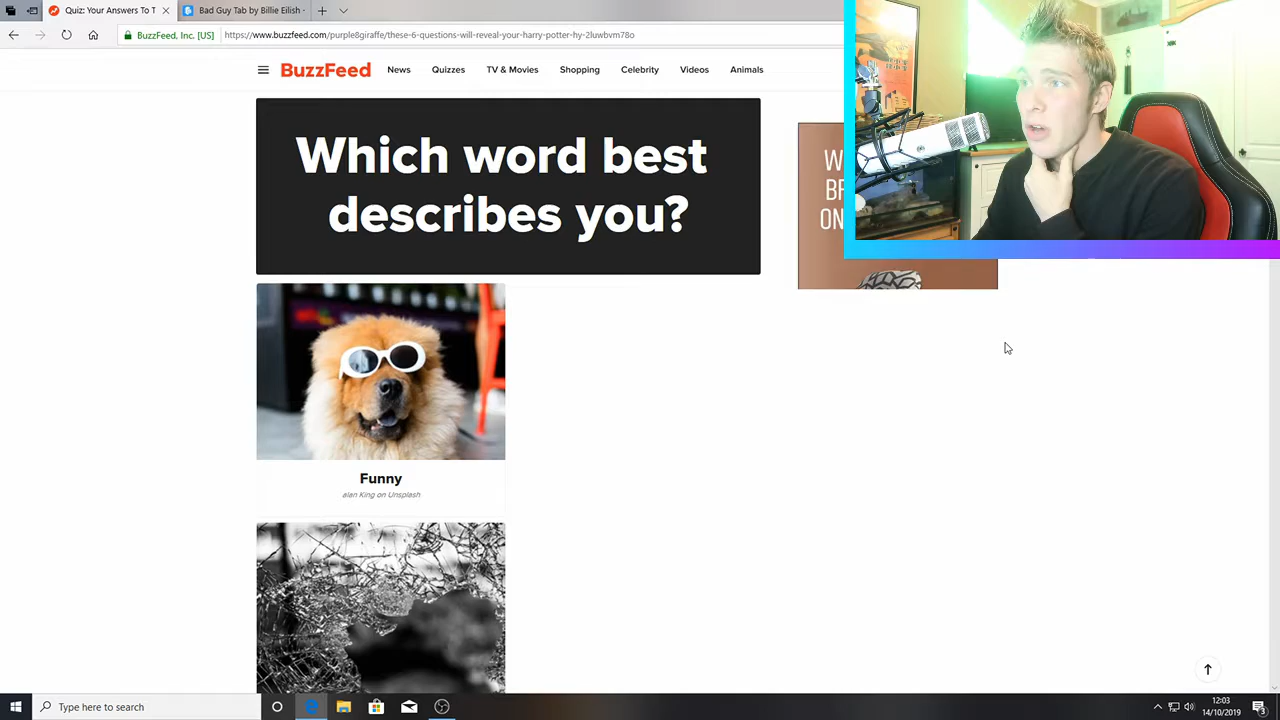 Quiz: Your Answers To T
Bad Guy Tab by Billie Eilish -
BuzzFeed, Inc. [US]
https://www.buzzfeed.com/purple8giraffe/these-6-questions-will-reveal-your-harry-potter-hy-2luwbvm78o
BuzzFeed
News
Quizzes
TV & Movies
Shopping
Celebrity
Videos
Animals
Which word best
describes you?
Funny
alan King on Unsplash
Type here to search
12:03
14/10/2019
3